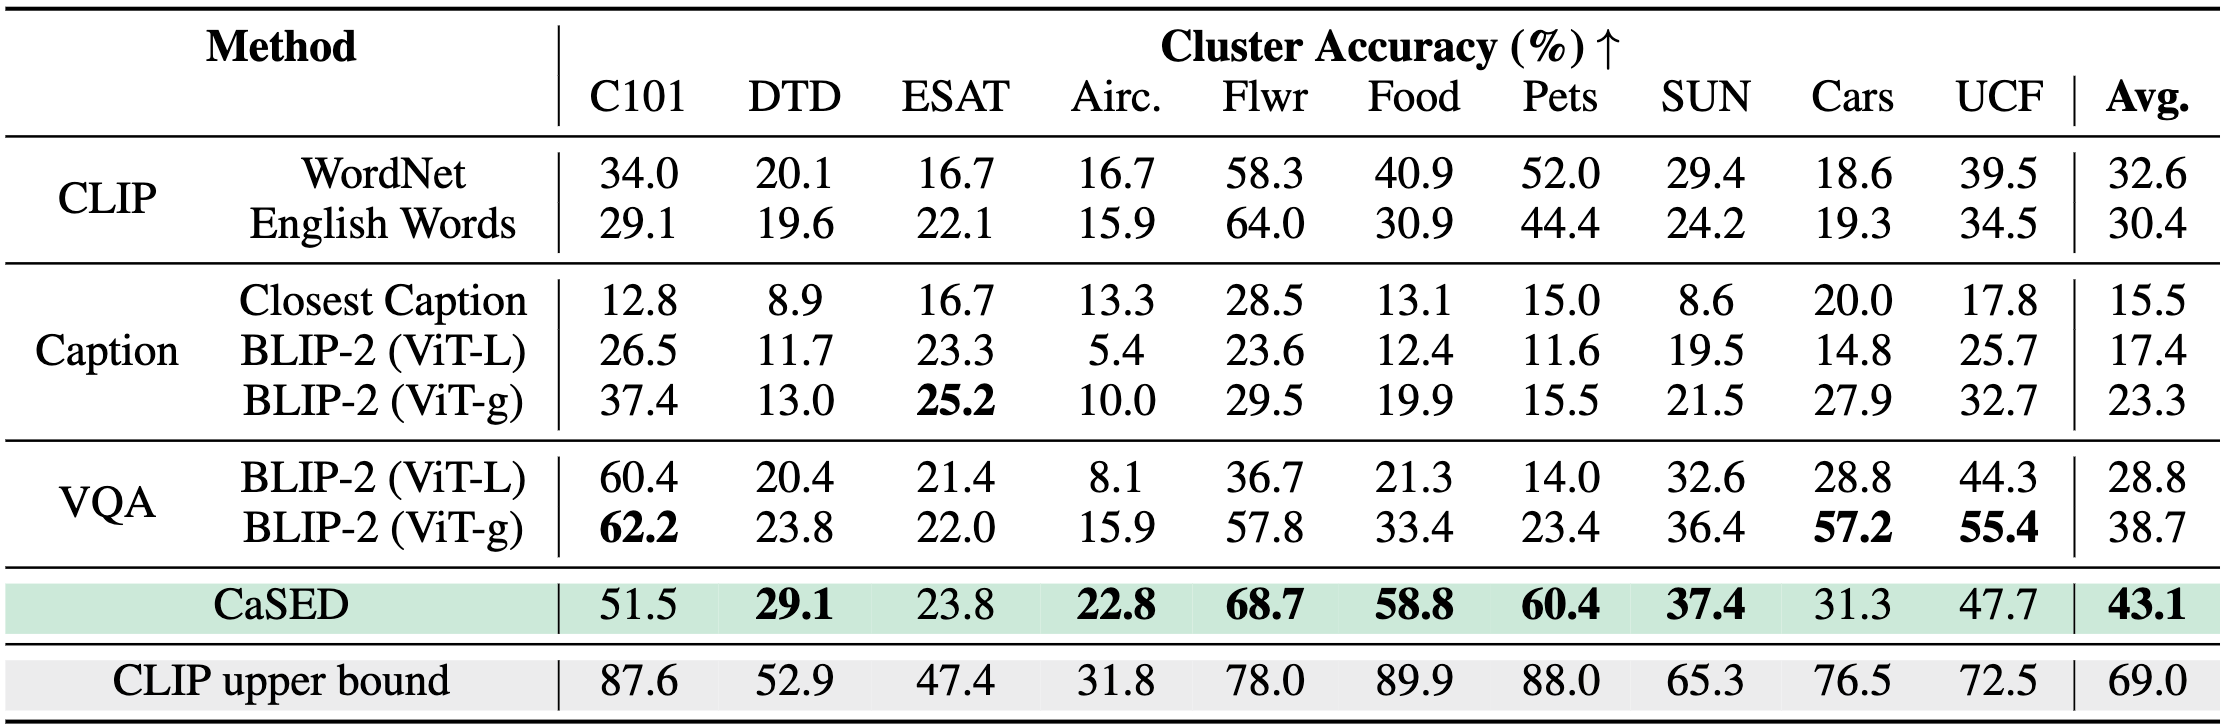 Method Cluster Accuracy (%) ↑
C101 DTD ESAT Airc. Flwr Food Pets SUN Cars UCF Avg.
CLIP
WordNet 34.0 20.1 16.7 16.7 58.3 40.9 52.0 29.4 18.6 39.5 32.6
English Words 29.1 19.6 22.1 15.9 64.0 30.9 44.4 24.2 19.3 34.5 30.4
Caption
Closest Caption 12.8 8.9 16.7 13.3 28.5 13.1 15.0 8.6 20.0 17.8 15.5
BLIP-2 (ViT-L) 26.5 11.7 23.3 5.4 23.6 12.4 11.6 19.5 14.8 25.7 17.4
BLIP-2 (ViT-g) 37.4 13.0 25.2 10.0 29.5 19.9 15.5 21.5 27.9 32.7 23.3
VQA
BLIP-2 (ViT-L) 60.4 20.4 21.4 8.1 36.7 21.3 14.0 32.6 28.8 44.3 28.8
BLIP-2 (ViT-g) 62.2 23.8 22.0 15.9 57.8 33.4 23.4 36.4 57.2 55.4 38.7
CaSED 51.5 29.1 23.8 22.8 68.7 58.8 60.4 37.4 31.3 47.7 43.1
CLIP upper bound 87.6 52.9 47.4 31.8 78.0 89.9 88.0 65.3 76.5 72.5 69.0